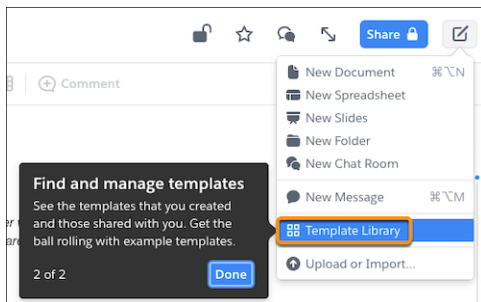 Share
Comment
New Document ⌘⌥N
New Spreadsheet
New Slides
New Folder
New Chat Room
New Message ⌘⌥M
Template Library
Upload or Import...
Find and manage templates
See the templates that you created
and those shared with you. Get the
ball rolling with example templates.
2 of 2 Done